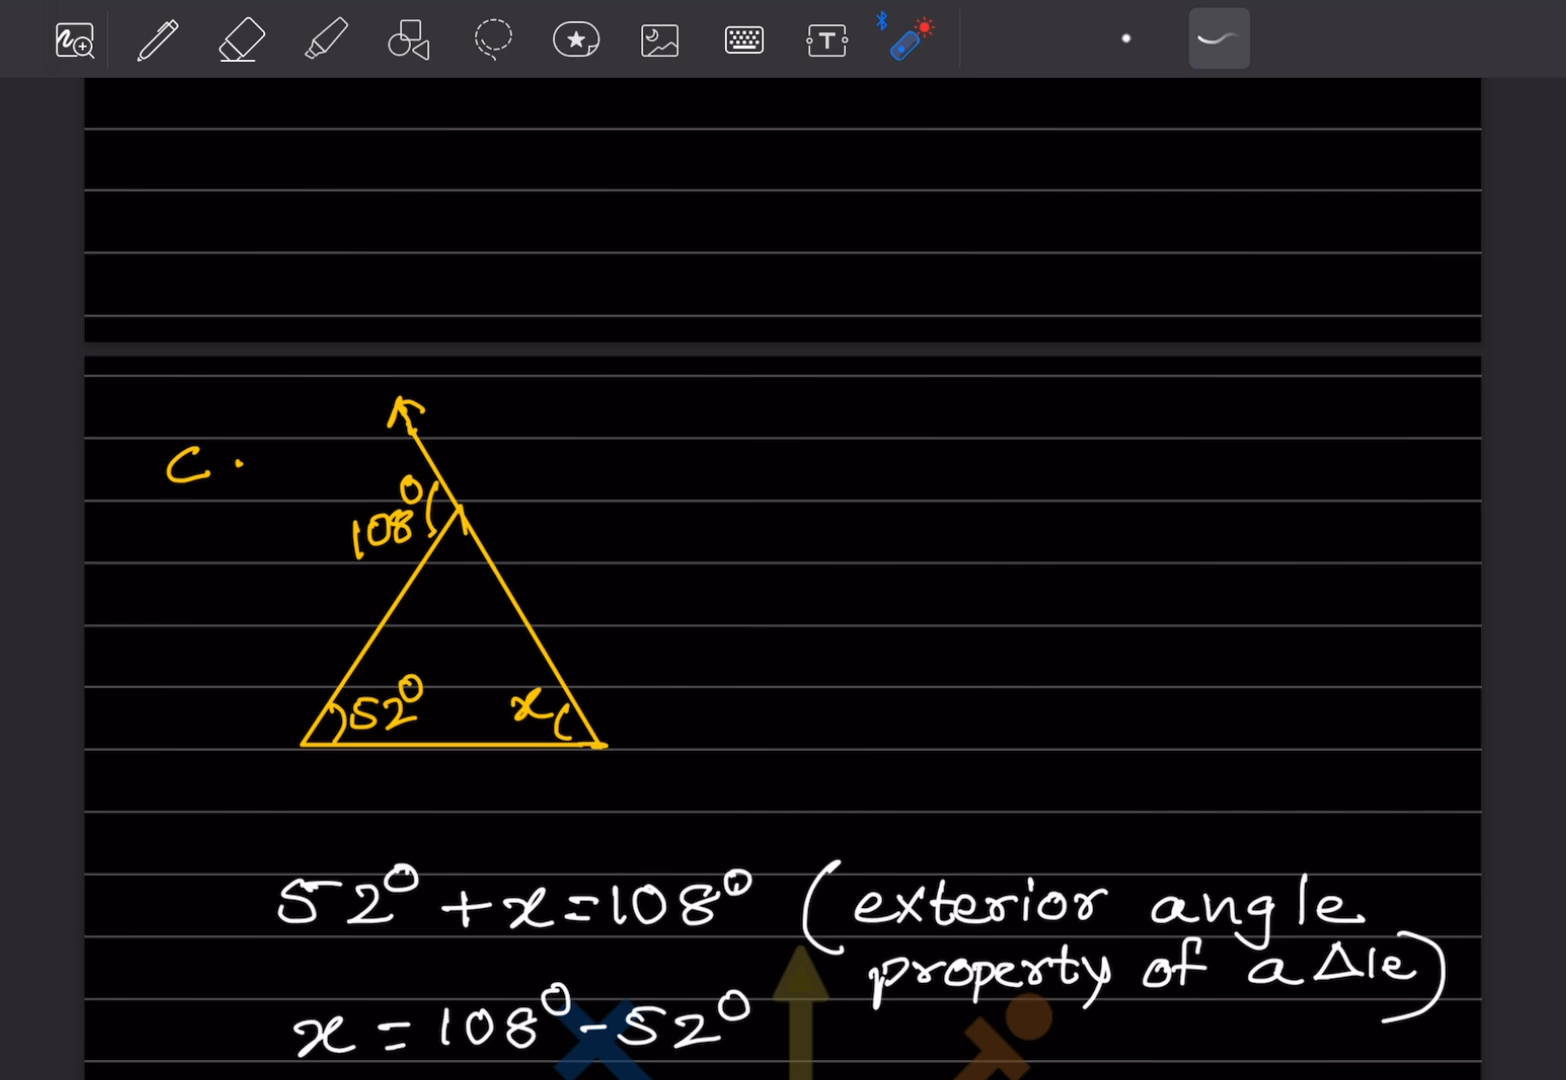 C.
108°
52°
x
52° + x = 108° (exterior angle
property of a Δle)
x = 108° - 52°